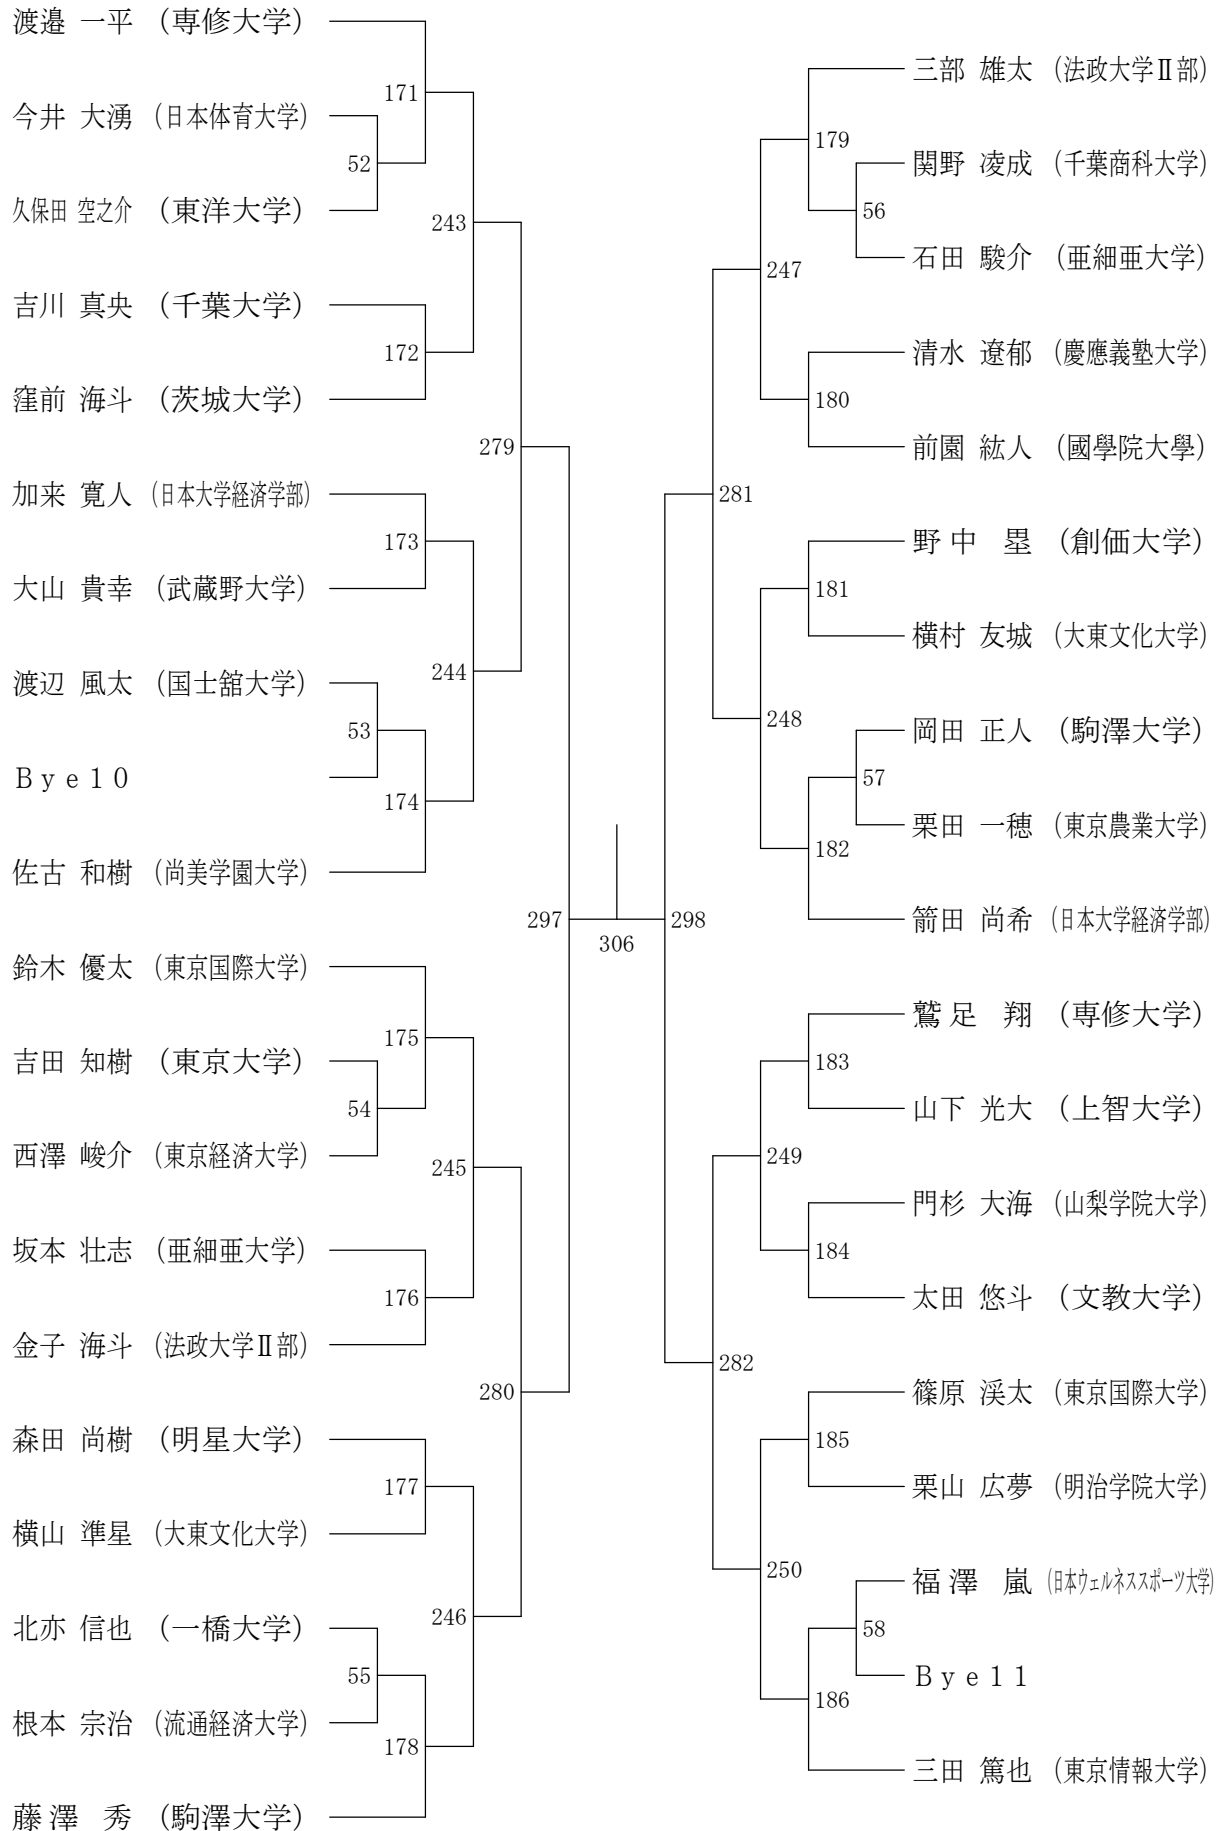 渡邉 一平 （専修大学）
今井 大湧 （日本体育大学）
久保田 空之介 （東洋大学）
吉川 真央 （千葉大学）
窪前 海斗 （茨城大学）
加来 寛人 （日本大学経済学部）
大山 貴幸 （武蔵野大学）
渡辺 風太 （国士舘大学）
Ｂｙｅ１０
佐古 和樹 （尚美学園大学）
鈴木 優太 （東京国際大学）
吉田 知樹 （東京大学）
西澤 峻介 （東京経済大学）
坂本 壮志 （亜細亜大学）
金子 海斗 （法政大学Ⅱ部）
森田 尚樹 （明星大学）
横山 準星 （大東文化大学）
北亦 信也 （一橋大学）
根本 宗治 （流通経済大学）
藤澤 秀 （駒澤大学）
52
53
54
55
171
172
173
174
175
176
177
178
243
244
245
246
279
280
297
306
298
281
282
247
248
249
250
179
180
181
182
183
184
185
186
56
57
58
三部 雄太 （法政大学Ⅱ部）
関野 凌成 （千葉商科大学）
石田 駿介 （亜細亜大学）
清水 遼郁 （慶應義塾大学）
前園 紘人 （國學院大學）
野中 塁 （創価大学）
横村 友城 （大東文化大学）
岡田 正人 （駒澤大学）
栗田 一穂 （東京農業大学）
箭田 尚希 （日本大学経済学部）
鷲足 翔 （専修大学）
山下 光大 （上智大学）
門杉 大海 （山梨学院大学）
太田 悠斗 （文教大学）
篠原 渓太 （東京国際大学）
栗山 広夢 （明治学院大学）
福澤 嵐 （日本ウェルネススポーツ大学）
Ｂｙｅ１１
三田 篤也 （東京情報大学）